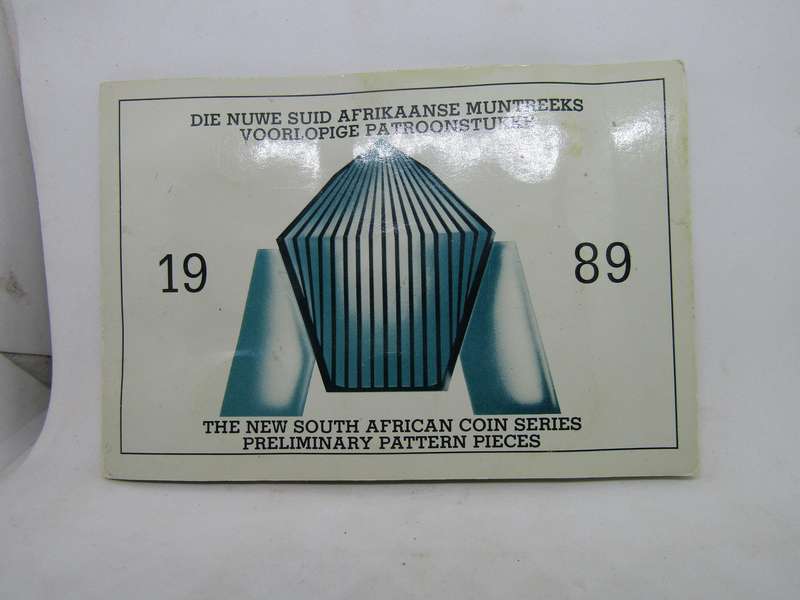 DIE NUWE SUID AFRIKAANSE MUNTREEKS
VOORLOPIGE PATROONSTUKKE
19 89
THE NEW SOUTH AFRICAN COIN SERIES
PRELIMINARY PATTERN PIECES